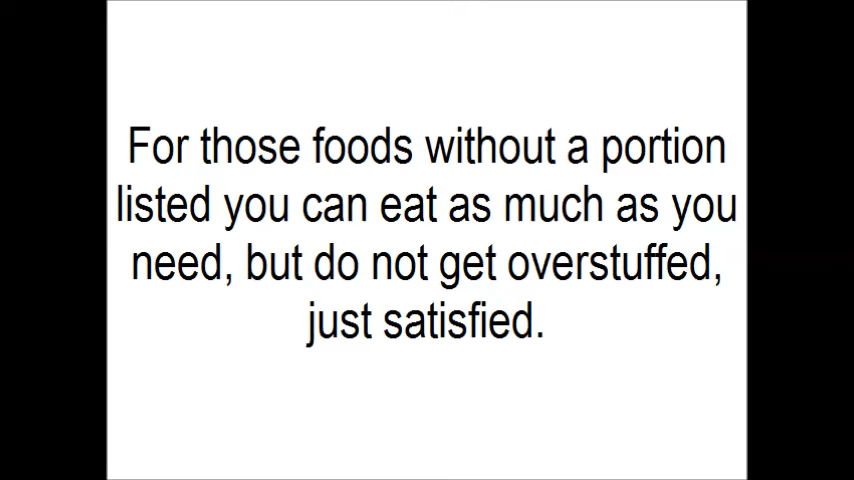 For those foods without a portion
listed you can eat as much as you
need, but do not get overstuffed,
just satisfied.